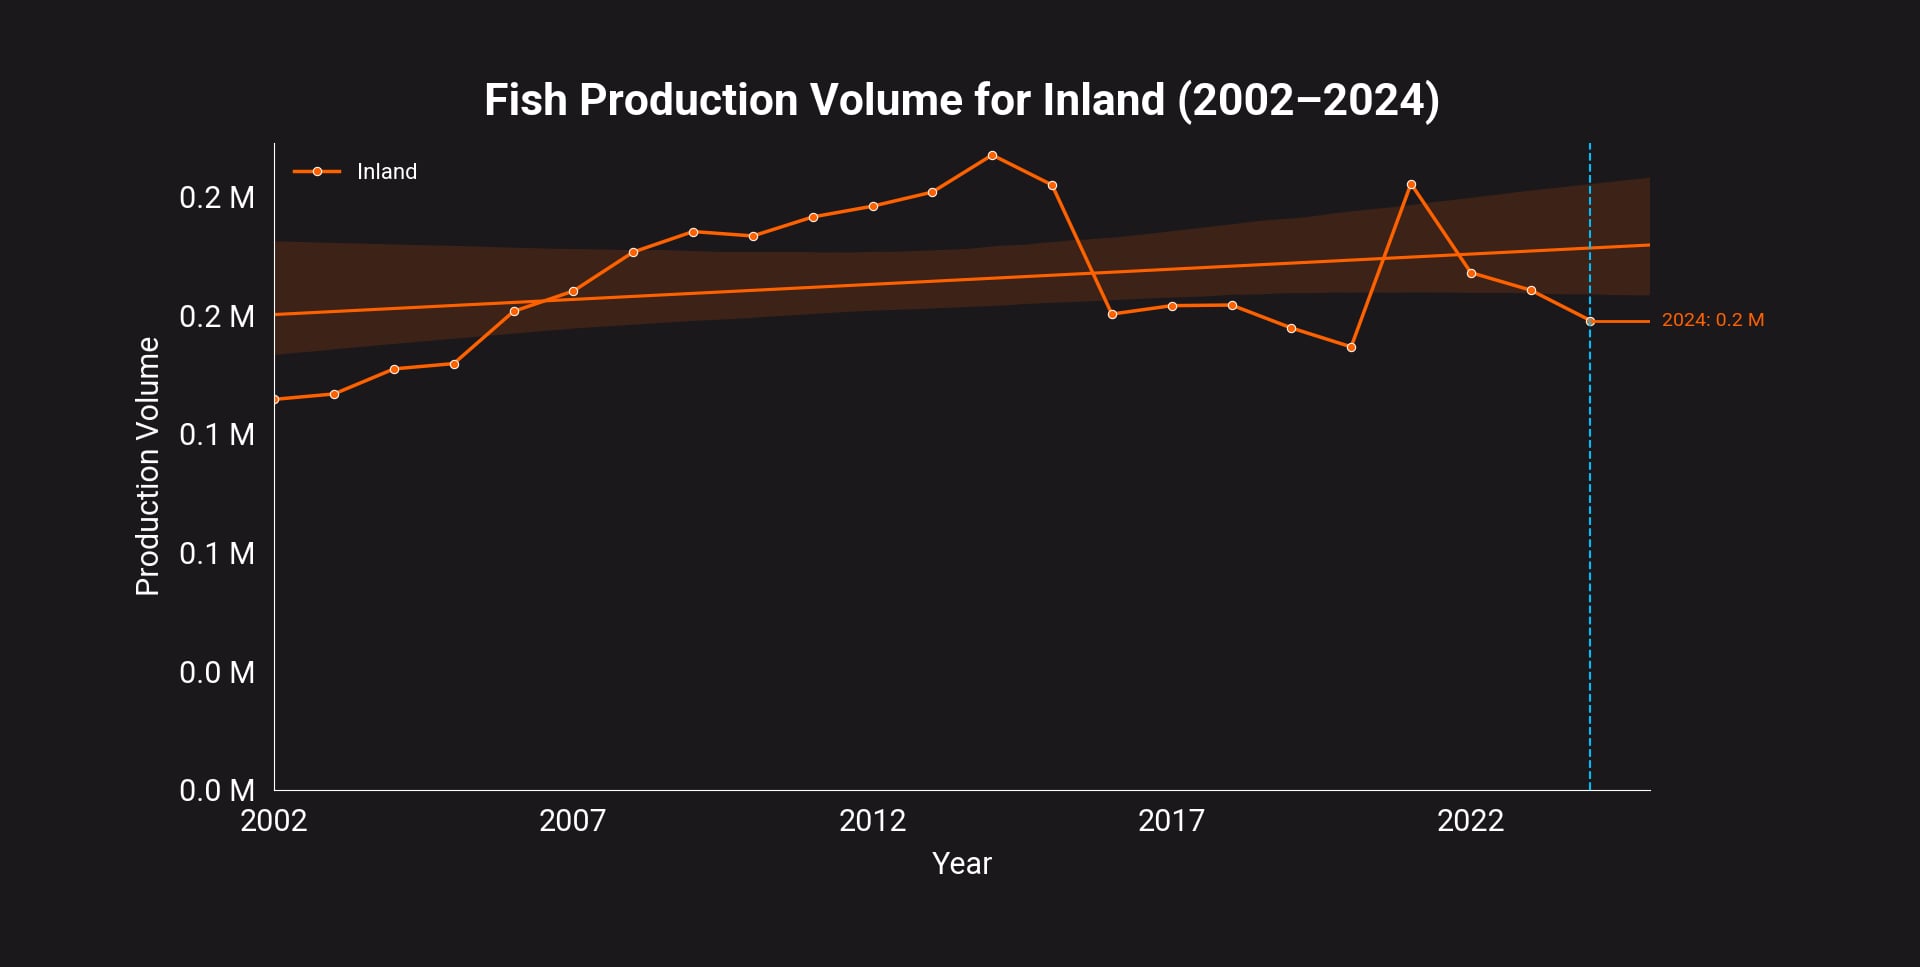 Fish Production Volume for Inland (2002–2024)
Inland
0.2 M
0.2 M
0.1 M
0.1 M
0.0 M
0.0 M
Production Volume
2024: 0.2 M
2002
2007
2012
2017
2022
Year